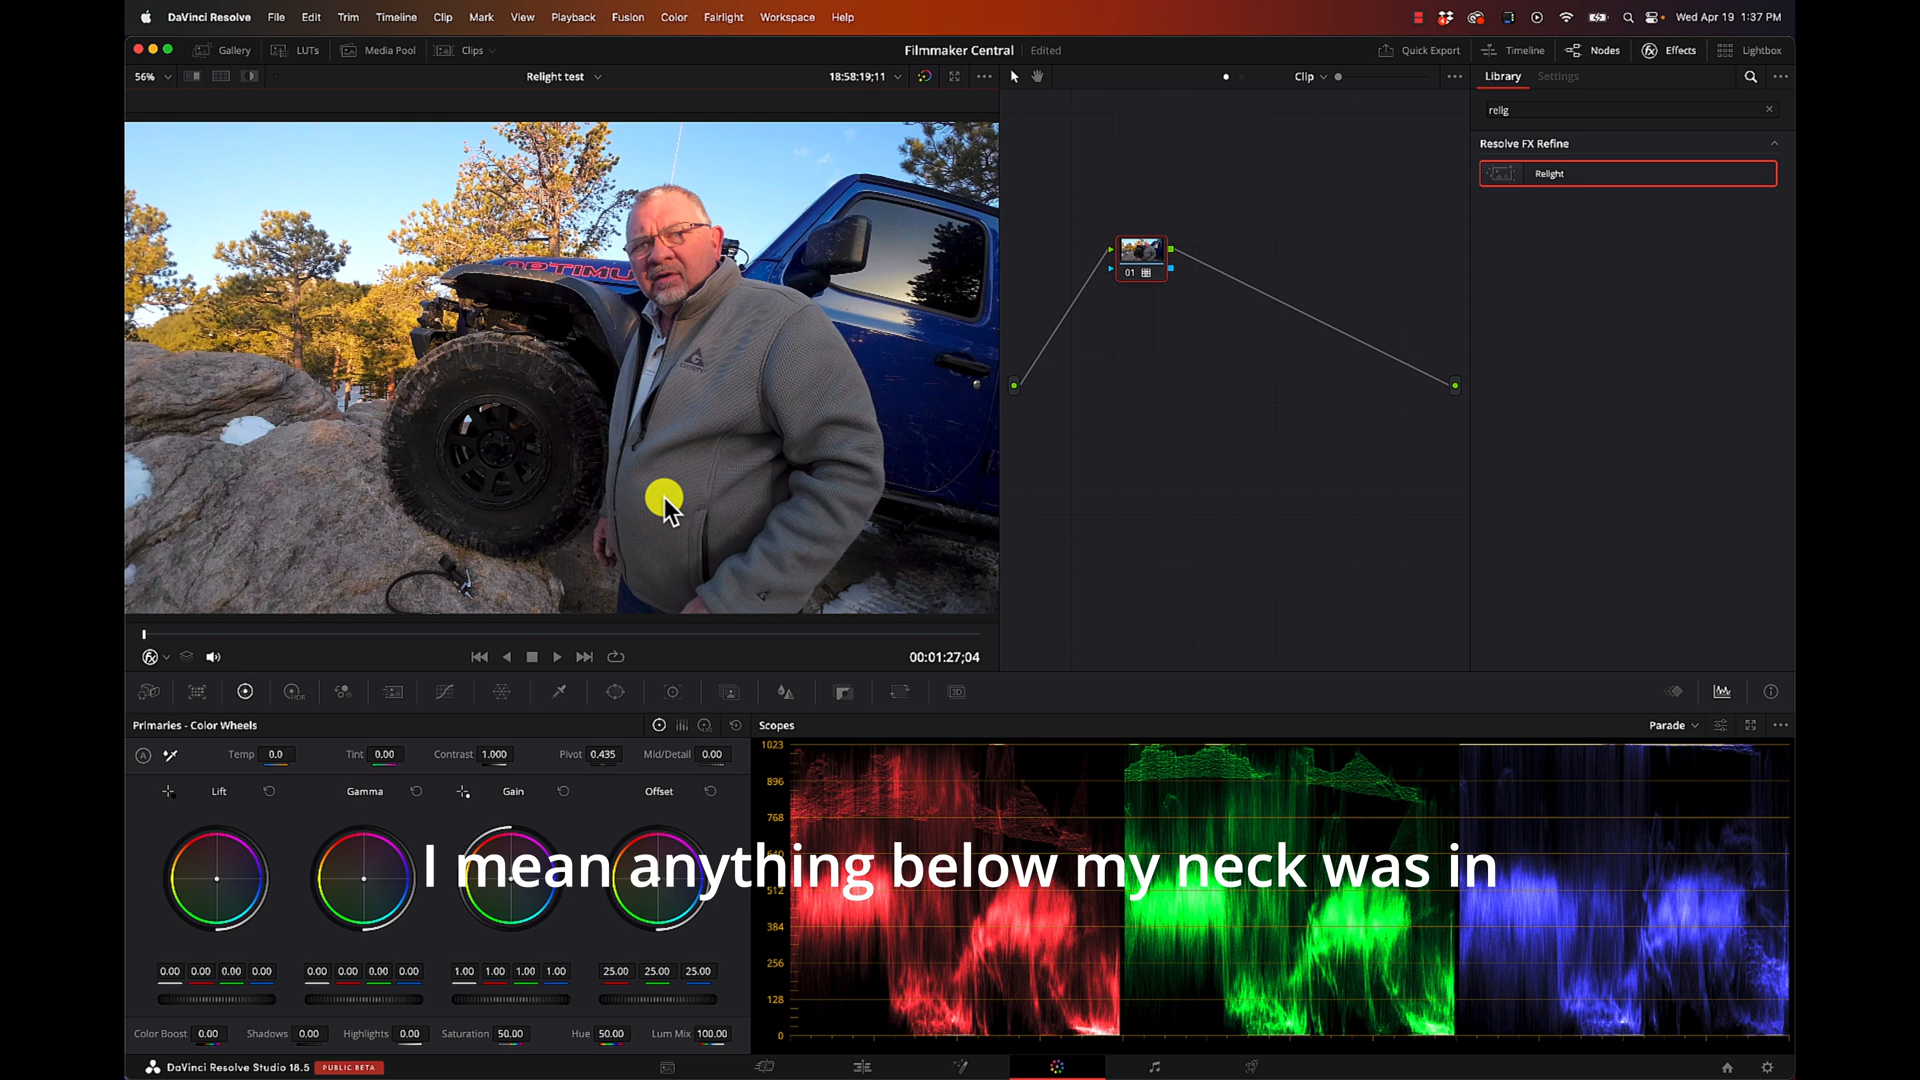 DaVinci Resolve File Edit Trim Timeline Clip Mark View Playback Fusion Color Fairlight Workspace Help Wed Apr 19 1:37 PM
Gallery LUTs Media Pool Clips Filmmaker Central Edited Quick Export Timeline Nodes Effects Lightbox
56% Relight test 18:58:19;11 Clip Library Settings
rellg
Resolve FX Refine
Relight
OPTIMU
01
00:01:27;04
Primaries - Color Wheels Scopes Parade
Temp 0.0 Tint 0.00 Contrast 1.000 Pivot 0.435 Mid/Detail 0.00
Lift Gamma Gain Offset
1023
896
768
640
512
384
256
128
0
I mean anything below my neck was in
0.00 0.00 0.00 0.00 0.00 0.00 0.00 0.00 1.00 1.00 1.00 1.00 25.00 25.00 25.00
Color Boost 0.00 Shadows 0.00 Highlights 0.00 Saturation 50.00 Hue 50.00 Lum Mix 100.00
DaVinci Resolve Studio 18.5 PUBLIC BETA